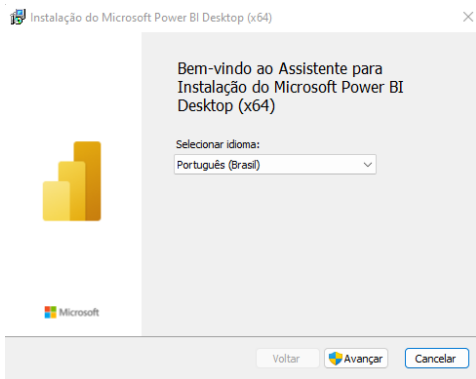 Instalação do Microsoft Power BI Desktop (x64)
Bem-vindo ao Assistente para
Instalação do Microsoft Power BI
Desktop (x64)
Selecionar idioma:
Português (Brasil)
Microsoft
Voltar
Avançar
Cancelar